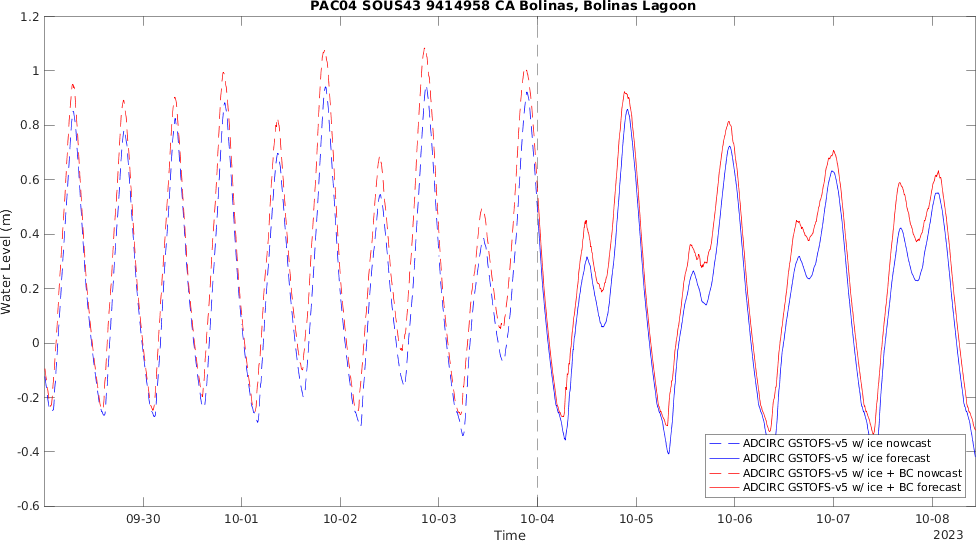 PAC04 SOUS43 9414958 CA Bolinas, Bolinas Lagoon
1.2
1
0.8
0.6
0.4
0.2
0
-0.2
-0.4
-0.6
Water Level (m)
09-30
10-01
10-02
10-03
10-04
10-05
10-06
10-07
10-08
Time
2023
ADCIRC GSTOFS-v5 w/ ice nowcast
ADCIRC GSTOFS-v5 w/ ice forecast
ADCIRC GSTOFS-v5 w/ ice + BC nowcast
ADCIRC GSTOFS-v5 w/ ice + BC forecast